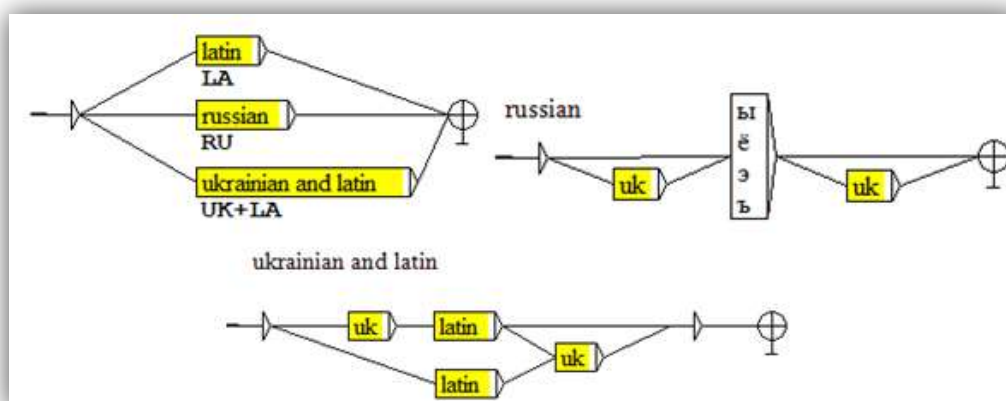 latin
LA
russian
RU
ukrainian and latin
UK+LA
russian
uk
ы
ё
э
ъ
uk
ukrainian and latin
uk
latin
uk
latin